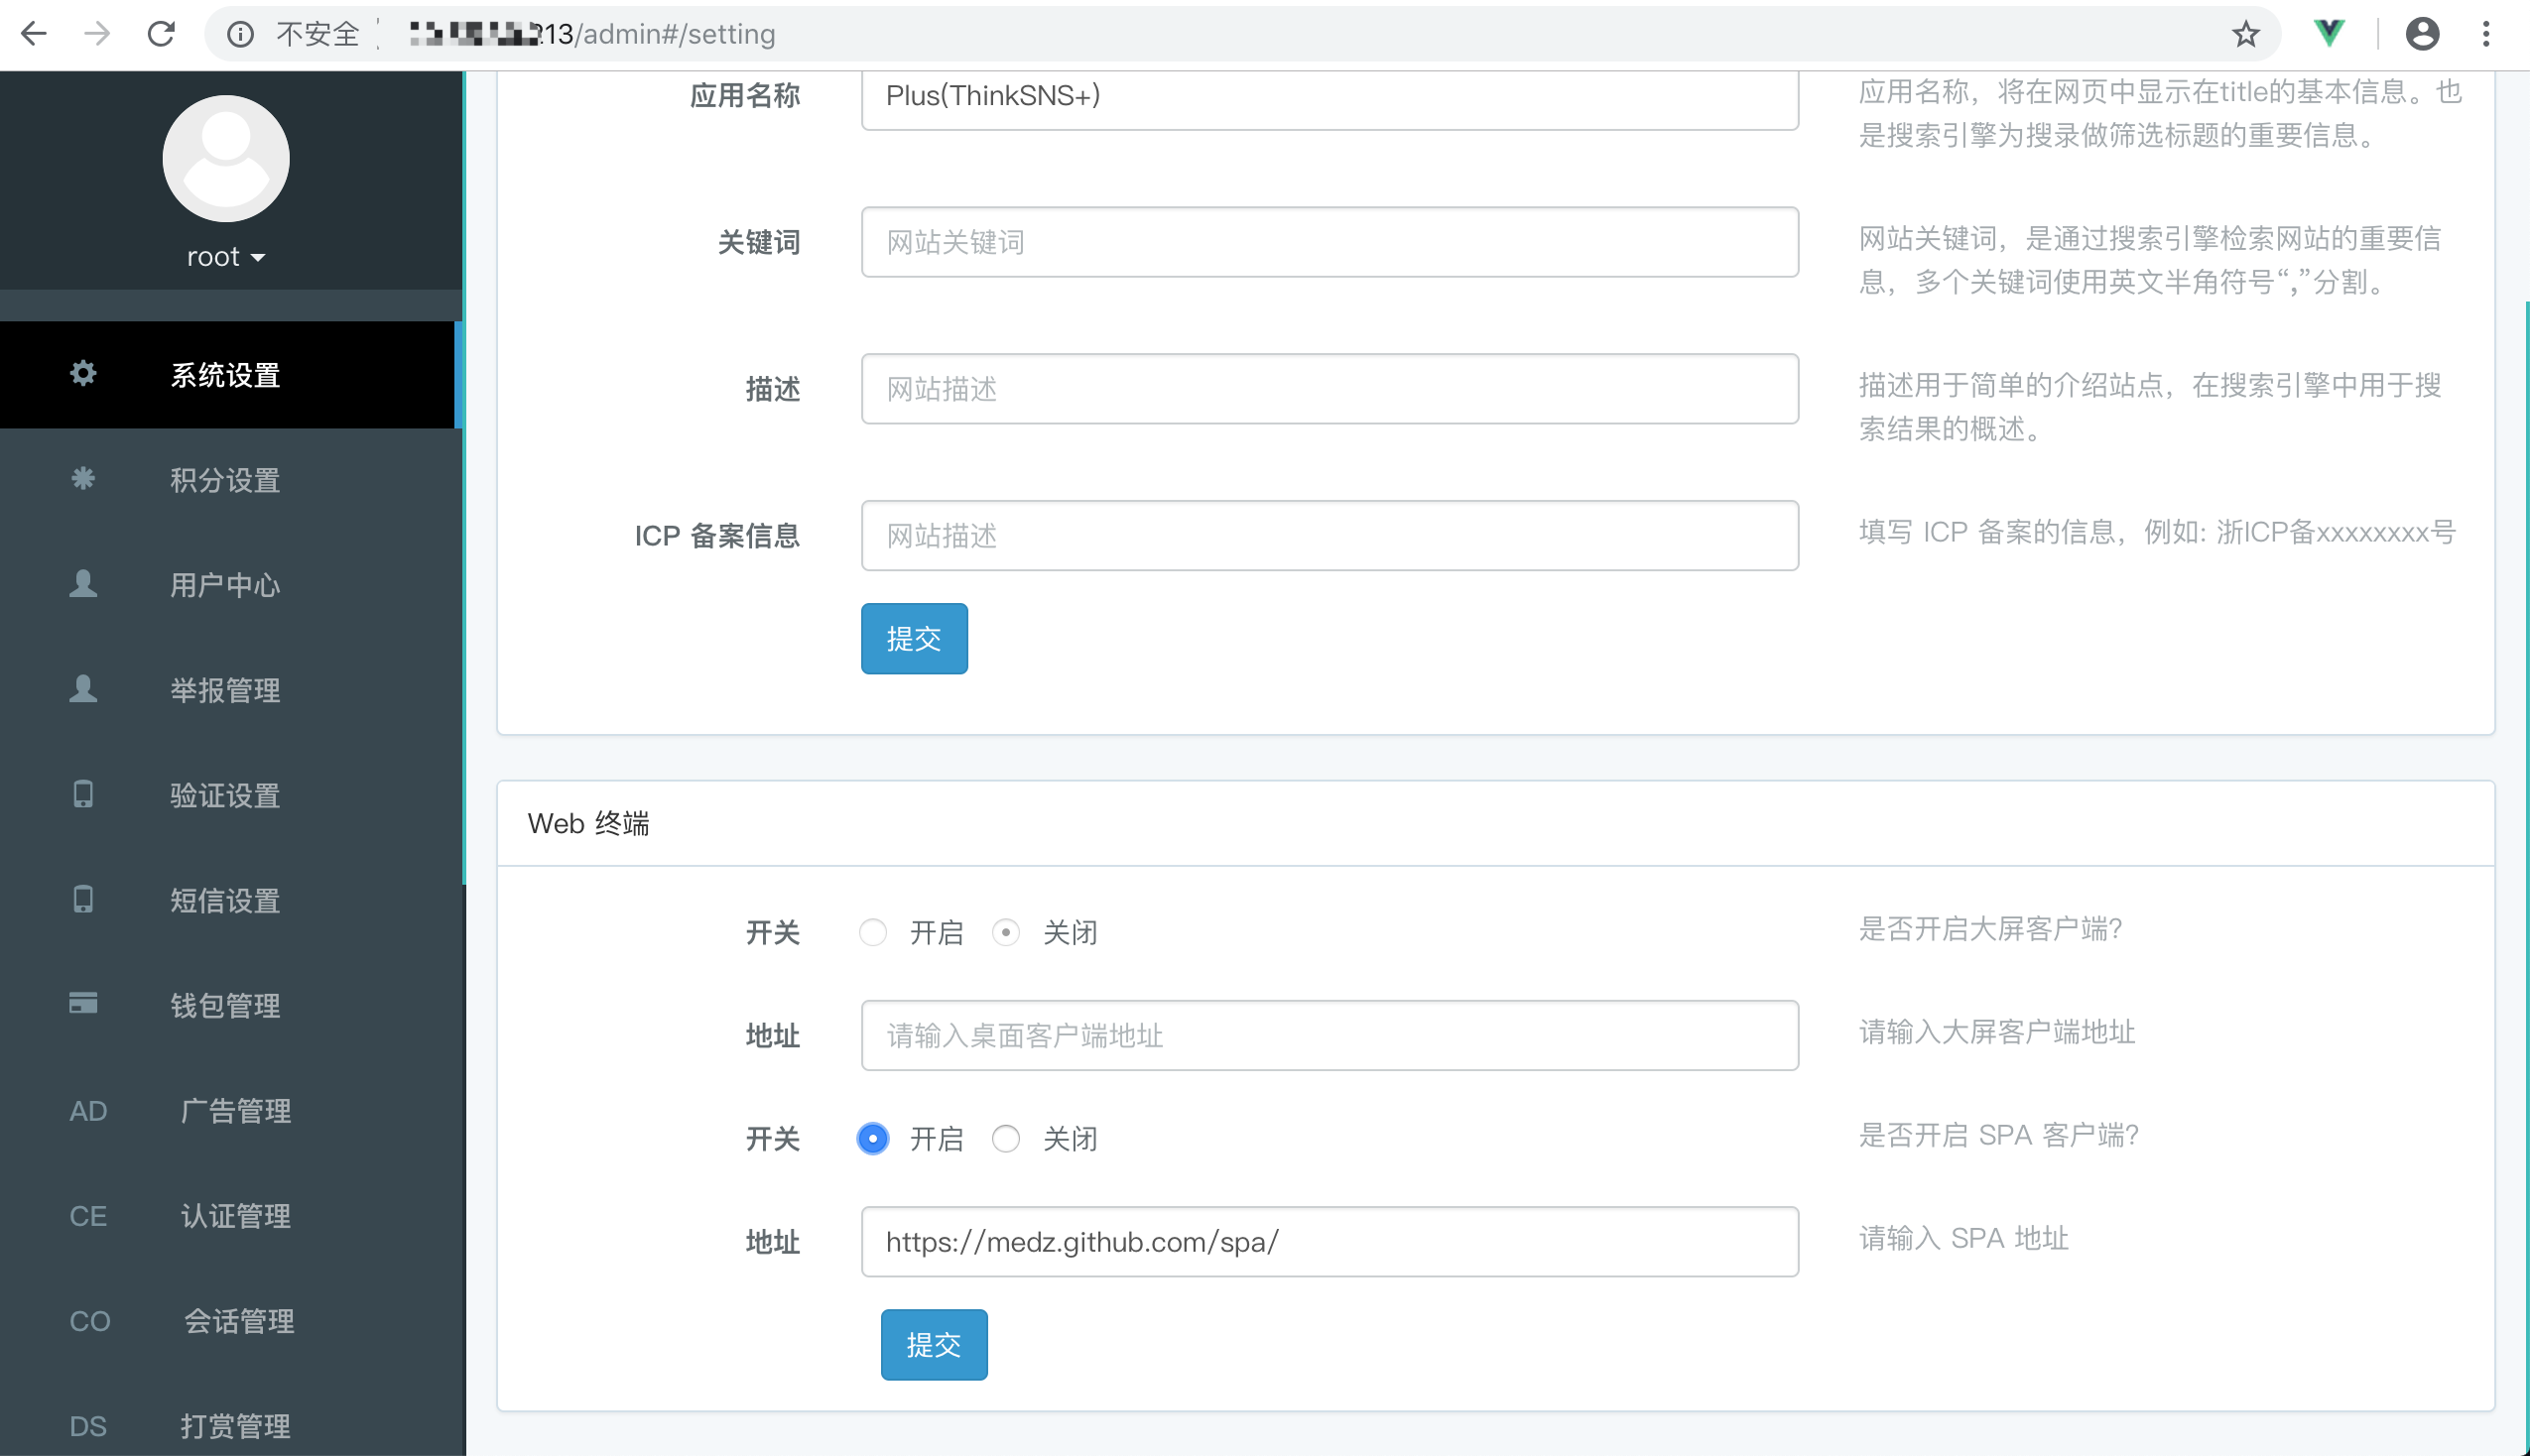 不安全
213/admin#/setting
root
系统设置
积分设置
用户中心
举报管理
验证设置
短信设置
钱包管理
AD 广告管理
CE 认证管理
CO 会话管理
DS 打赏管理
应用名称 Plus(ThinkSNS+) 应用名称，将在网页中显示在title的基本信息。也
是搜索引擎为搜录做筛选标题的重要信息。
关键词 网站关键词 网站关键词，是通过搜索引擎检索网站的重要信
息，多个关键词使用英文半角符号“,”分割。
描述 网站描述 描述用于简单的介绍站点，在搜索引擎中用于搜
索结果的概述。
ICP 备案信息 网站描述 填写 ICP 备案的信息，例如: 浙ICP备xxxxxxxx号
提交
Web 终端
开关 开启 关闭 是否开启大屏客户端?
地址 请输入桌面客户端地址 请输入大屏客户端地址
开关 开启 关闭 是否开启 SPA 客户端?
地址 https://medz.github.com/spa/ 请输入 SPA 地址
提交